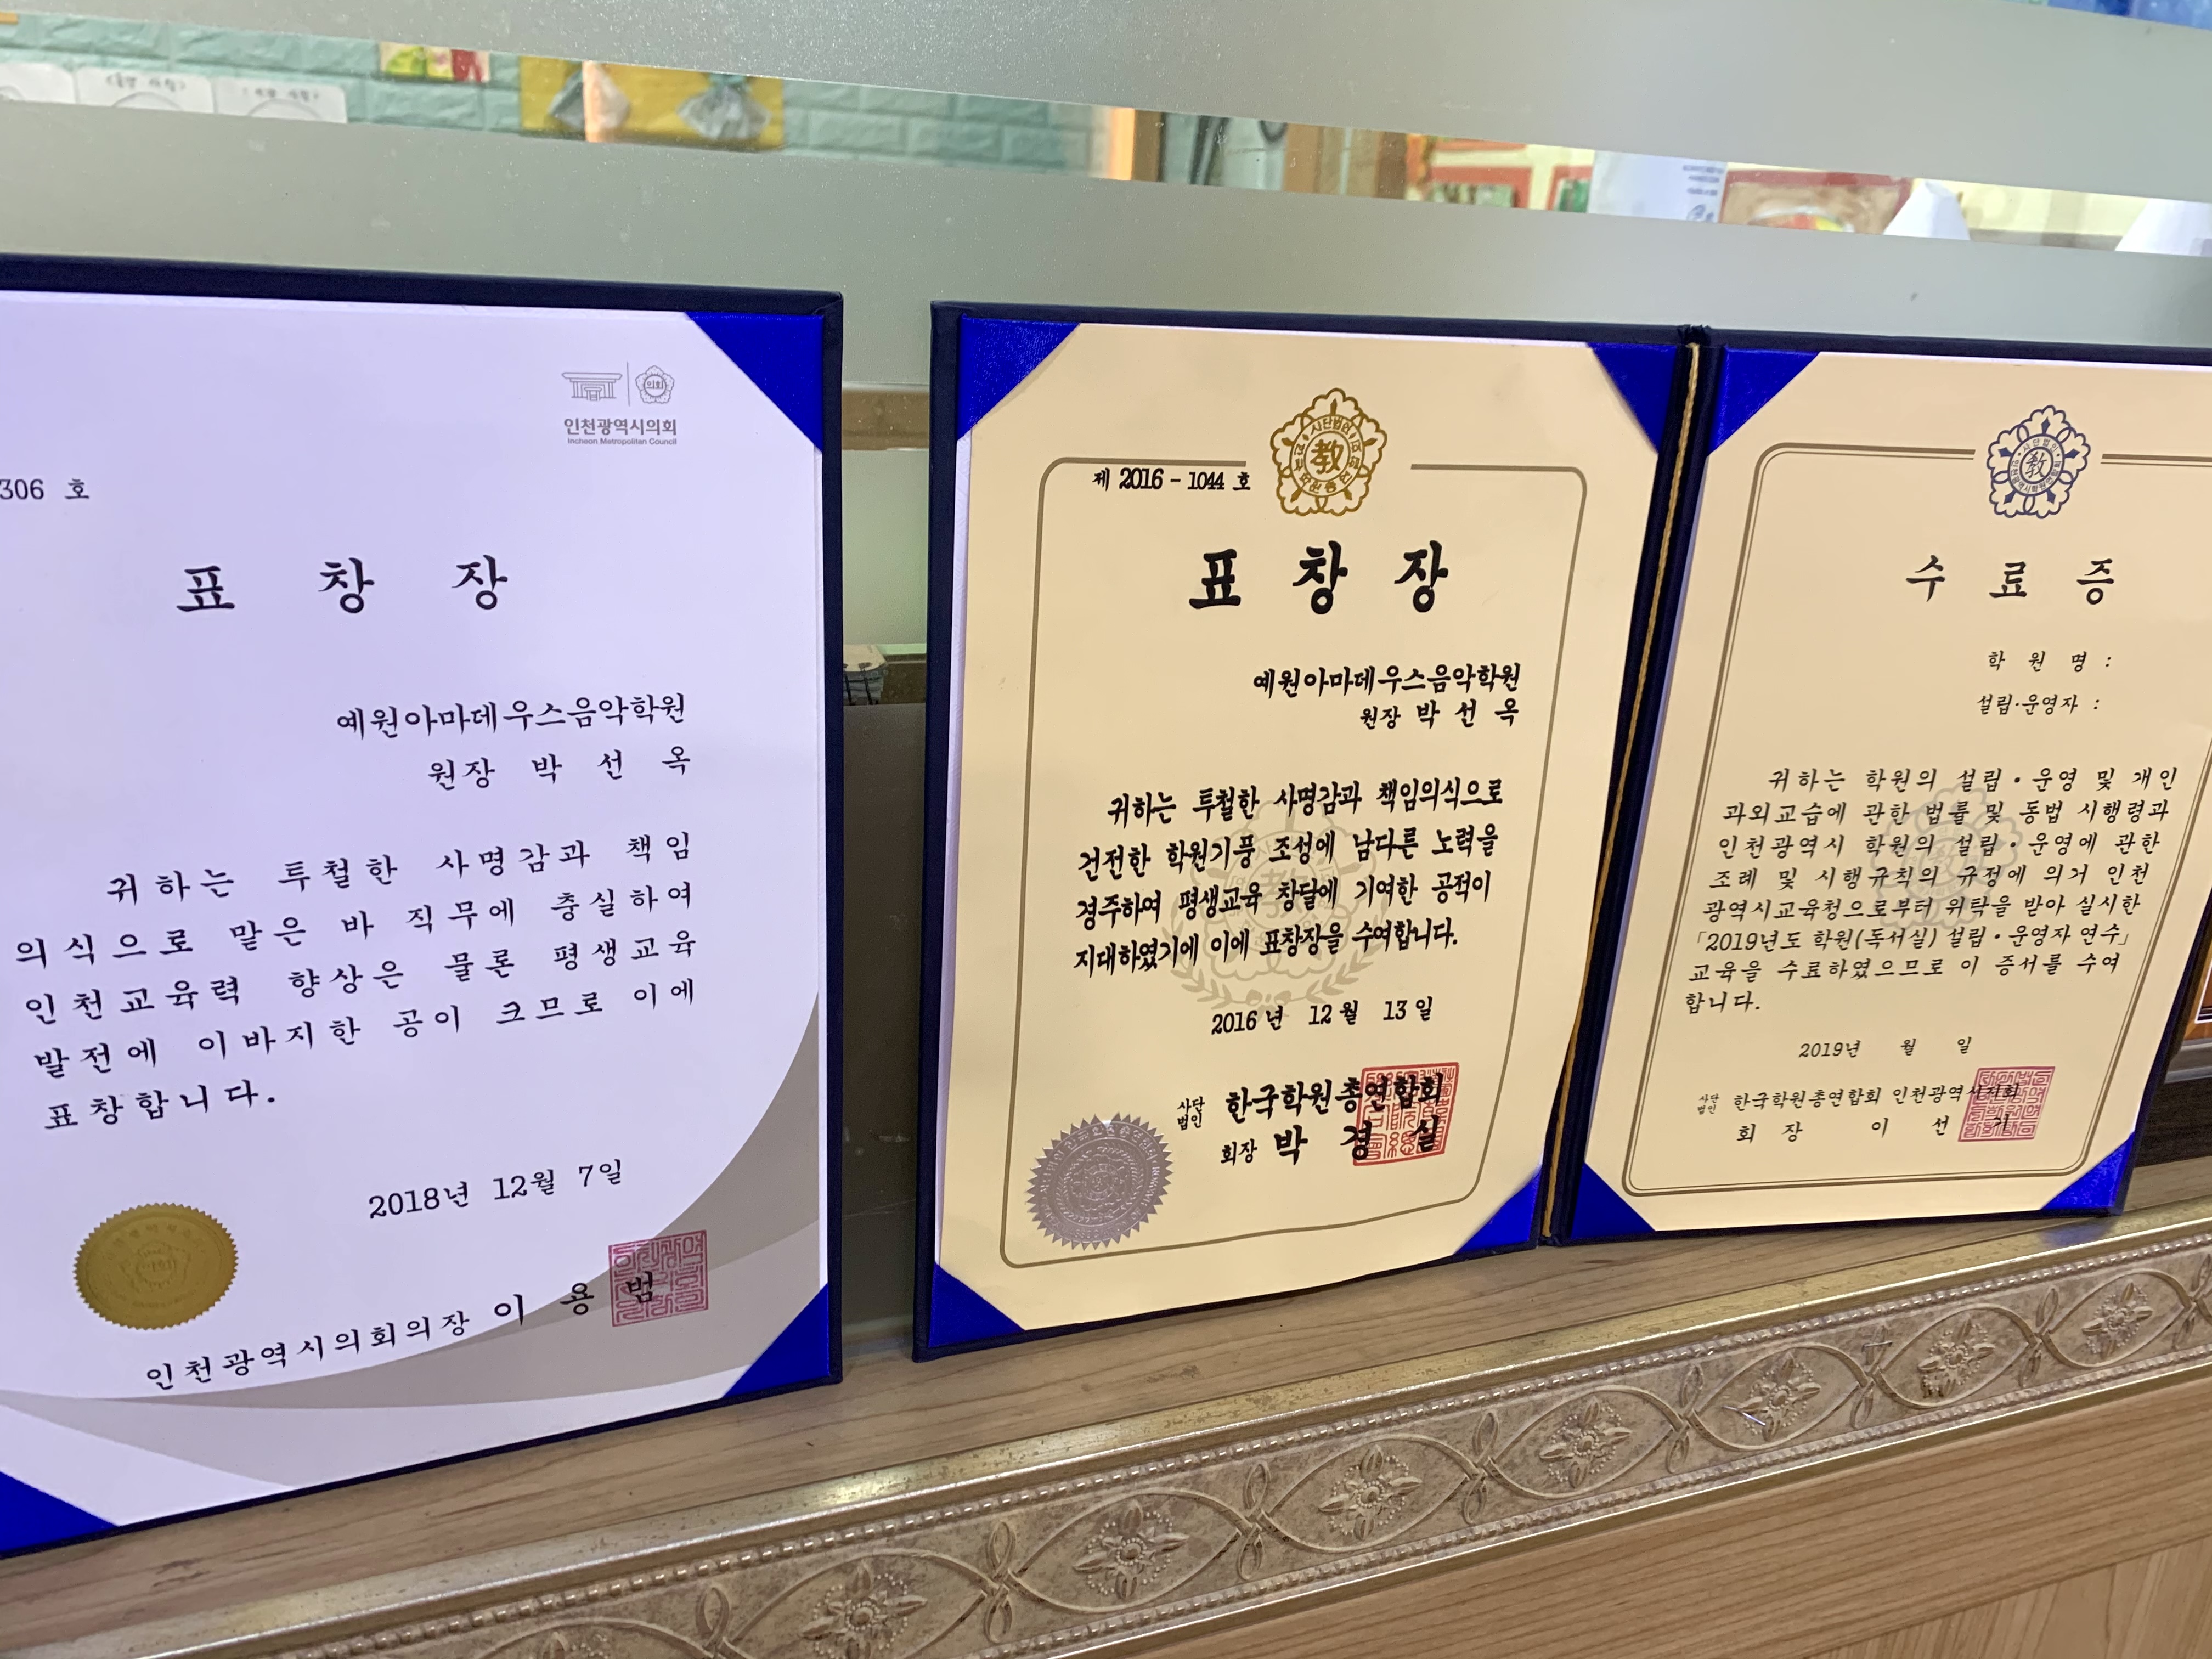 인천광역시의회
Incheon Metropolitan Council
306 호
표 창 장
예원아마데우스음악학원
원장 박 선 옥
귀하는 투철한 사명감과 책임
의식으로 맡은 바 직무에 충실하여
인천교육력 향상은 물론 평생교육
발전에 이바지한 공이 크므로 이에
표창합니다.
2018년 12월 7일
인천광역시의회의장 이 용 범
제 2016 - 1044 호
教
표 창 장
예원아마데우스음악학원
원장 박 선 옥
귀하는 투철한 사명감과 책임의식으로
건전한 학원기풍 조성에 남다른 노력을
경주하여 평생교육 창달에 기여한 공적이
지대하였기에 이에 표창장을 수여합니다.
2016년 12월 13일
사단법인 한국학원총연합회
회장 박 경 실
教
수 료 증
학 원 명 :
설립·운영자 :
귀하는 학원의 설립·운영 및 개인
과외교습에 관한 법률 및 동법 시행령과
인천광역시 학원의 설립·운영에 관한
조례 및 시행규칙의 규정에 의거 인천
광역시교육청으로부터 위탁을 받아 실시한
「2019년도 학원(독서실) 설립·운영자 연수」
교육을 수료하였으므로 이 증서를 수여
합니다.
2019년 월 일
사단법인 한국학원총연합회 인천광역시지회
회 장 이 선 기